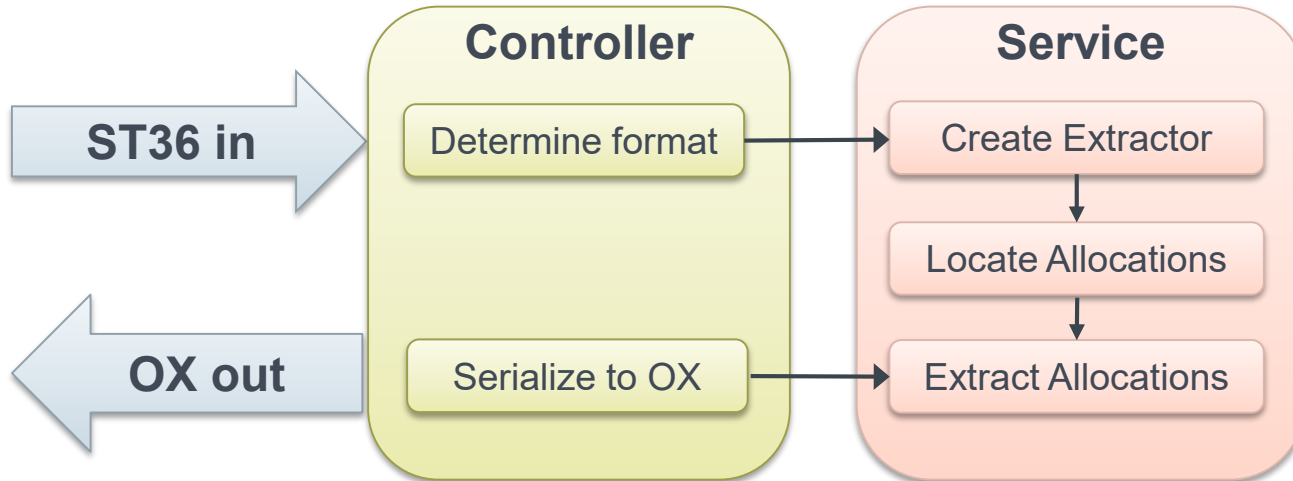 Controller
Service
ST36 in
Determine format
Create Extractor
Locate Allocations
OX out
Serialize to OX
Extract Allocations